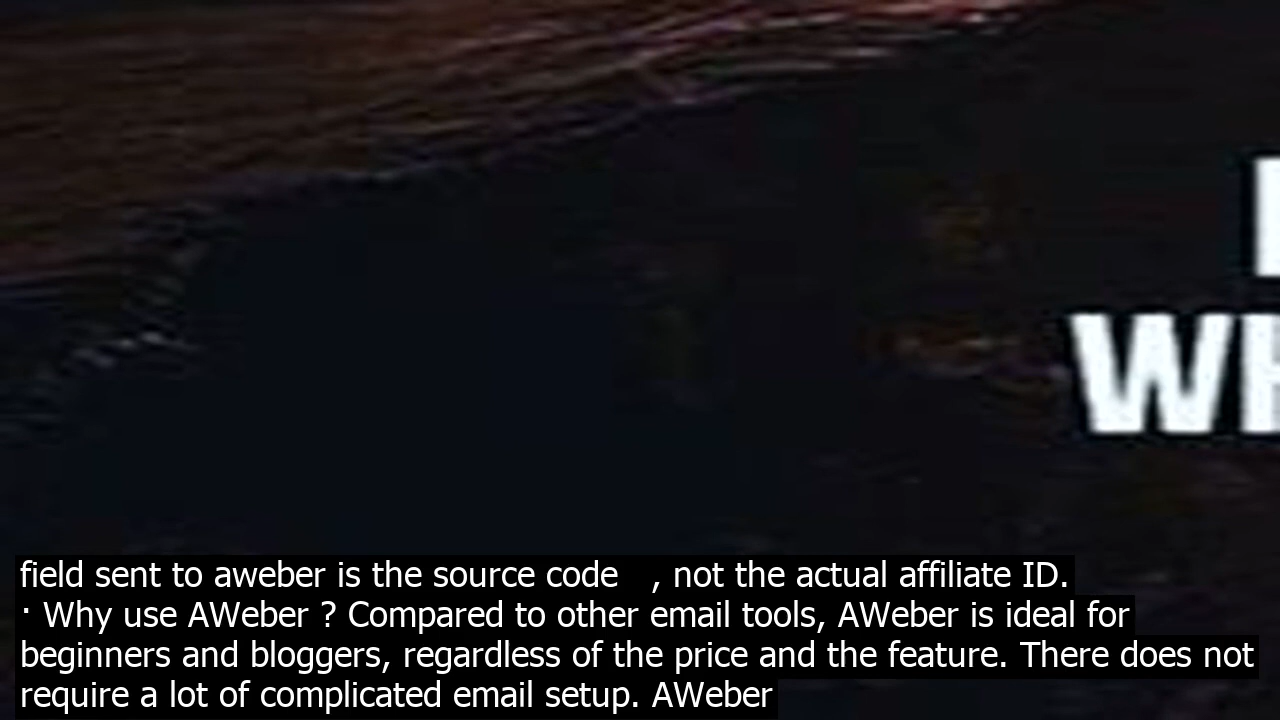 WH
field sent to aweber is the source code , not the actual affiliate ID.
· Why use AWeber ? Compared to other email tools, AWeber is ideal for
beginners and bloggers, regardless of the price and the feature. There does not
require a lot of complicated email setup. AWeber